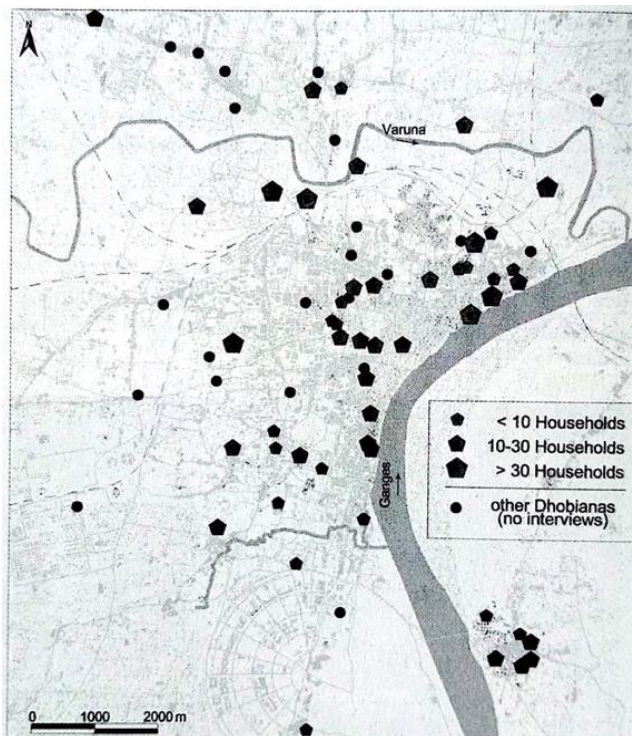 N
Varuna
Ganges
< 10 Households
10-30 Households
> 30 Households
other Dhobianas
(no interviews)
0 1000 2000 m